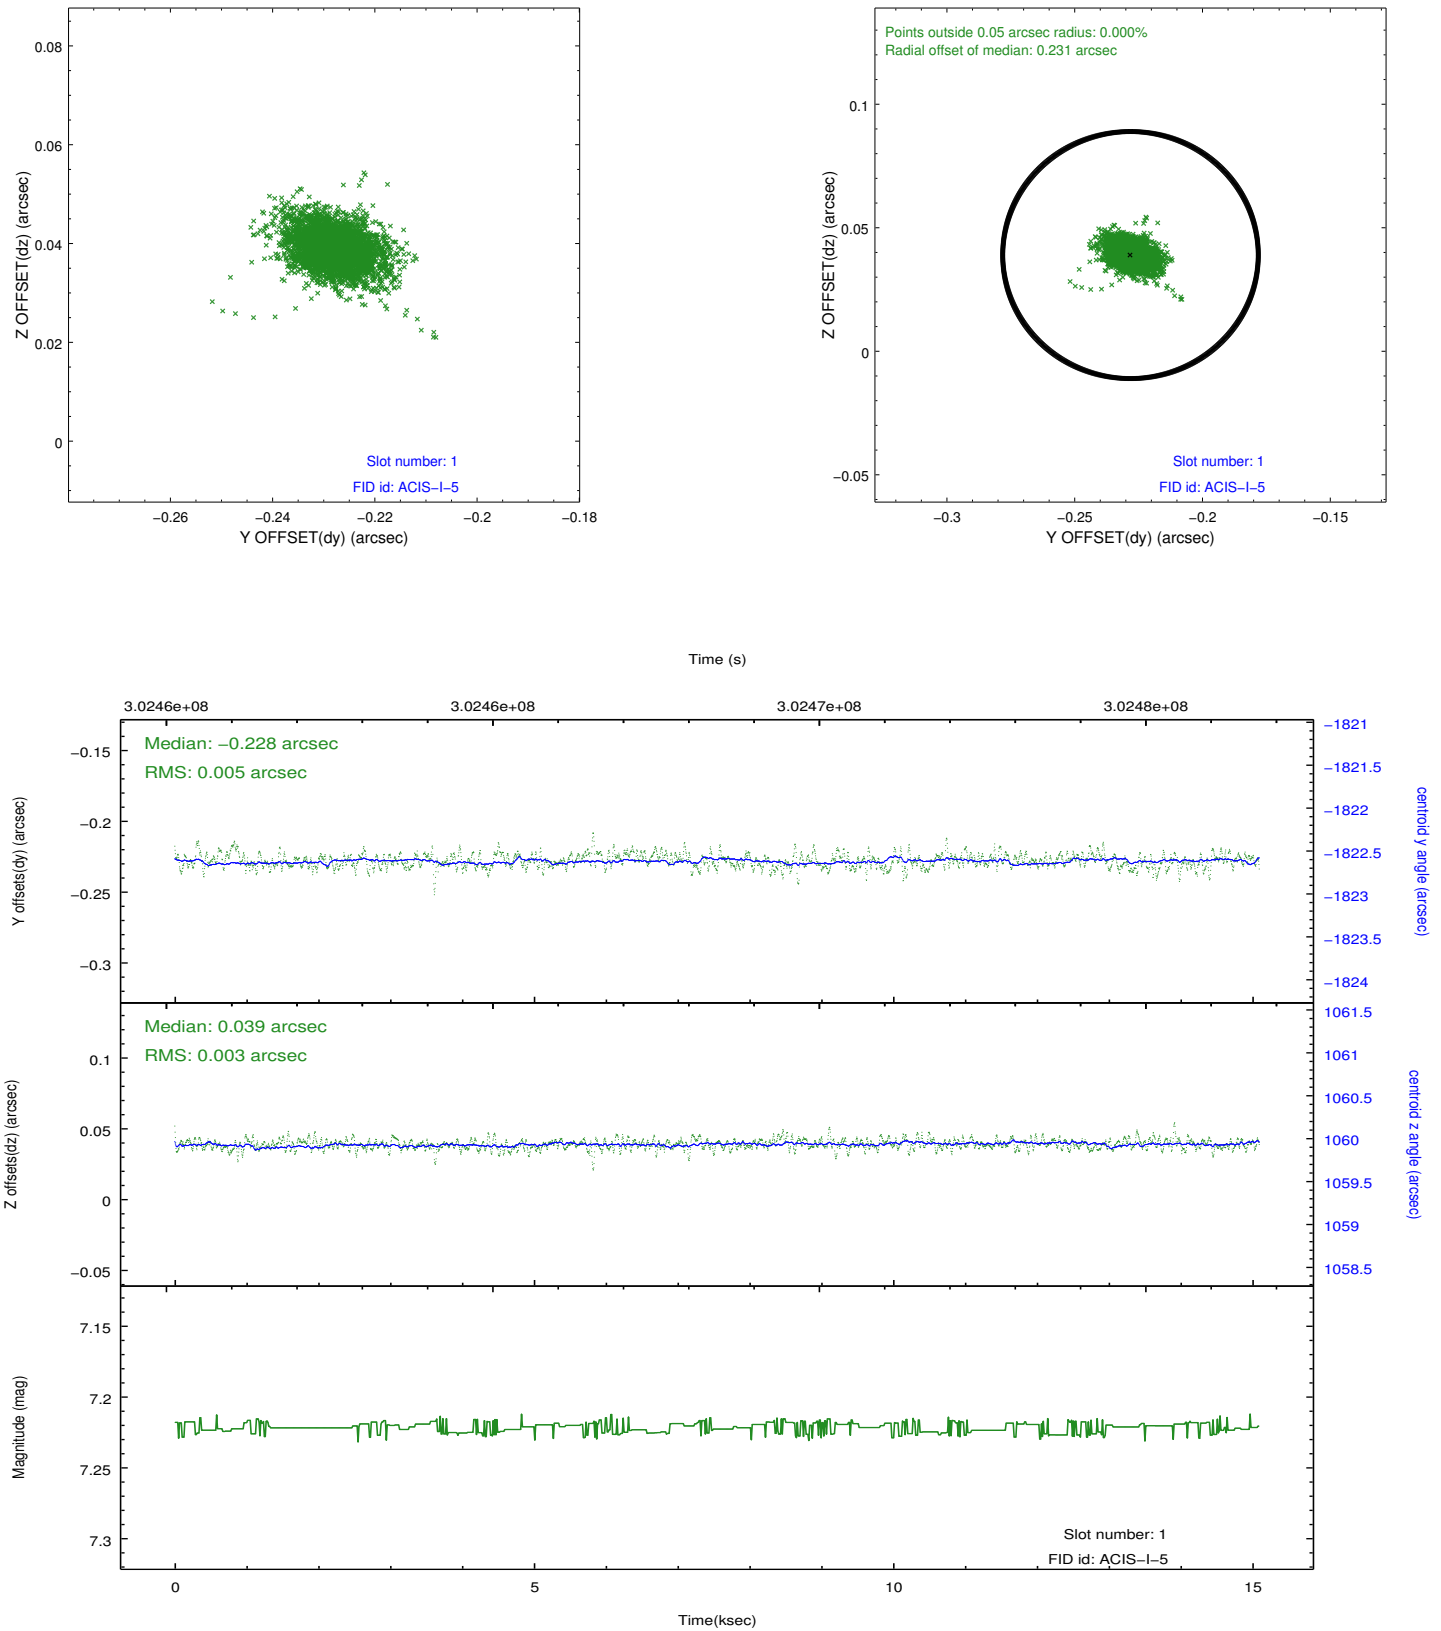 0.08
0.06
0.04
0.02
0
Z OFFSET(dz) (arcsec)
Slot number: 1
FID id: ACIS−I−5
−0.26 −0.24 −0.22 −0.2 −0.18
Y OFFSET(dy) (arcsec)
Points outside 0.05 arcsec radius: 0.000%
Radial offset of median: 0.231 arcsec
0.1
0.05
0
−0.05
Z OFFSET(dz) (arcsec)
Slot number: 1
FID id: ACIS−I−5
−0.3 −0.25 −0.2 −0.15
Y OFFSET(dy) (arcsec)
Time (s)
3.0246e+08 3.0246e+08 3.0247e+08 3.0248e+08
Median: −0.228 arcsec
RMS: 0.005 arcsec
−0.15
−0.2
−0.25
−0.3
Y offsets(dy) (arcsec)
−1821
−1821.5
−1822
−1822.5
−1823
−1823.5
−1824
centroid y angle (arcsec)
Median: 0.039 arcsec
RMS: 0.003 arcsec
0.1
0.05
0
−0.05
Z offsets(dz) (arcsec)
1061.5
1061
1060.5
1060
1059.5
1059
1058.5
centroid z angle (arcsec)
7.15
7.2
7.25
7.3
Magnitude (mag)
Slot number: 1
FID id: ACIS−I−5
0 5 10 15
Time(ksec)